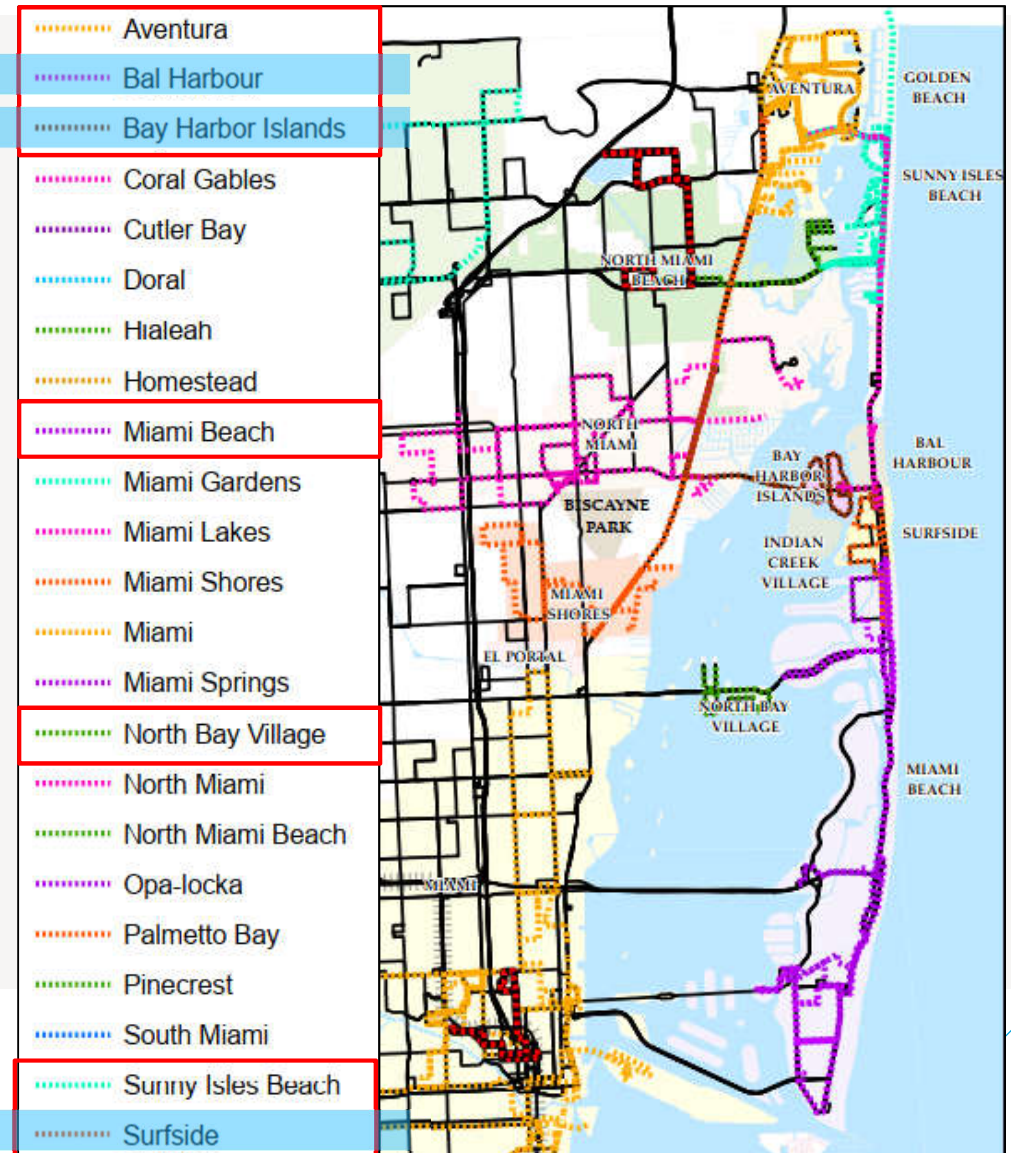 Aventura
Bal Harbour
Bay Harbor Islands
Coral Gables
Cutler Bay
Doral
Hialeah
Homestead
Miami Beach
Miami Gardens
Miami Lakes
Miami Shores
Miami
Miami Springs
North Bay Village
North Miami
North Miami Beach
Opa-locka
Palmetto Bay
Pinecrest
South Miami
Sunny Isles Beach
Surfside
AVENTURA
GOLDEN
BEACH
SUNNY ISLES
BEACH
NORTH MIAMI
BEACH
NORTH
MIAMI
BAY
HARBOR
ISLANDS
BAL
HARBOUR
BISCAYNE
PARK
INDIAN
CREEK
VILLAGE
SURFSIDE
MIAMI
SHORES
EL PORTAL
NORTH BAY
VILLAGE
MIAMI
BEACH
MIAMI